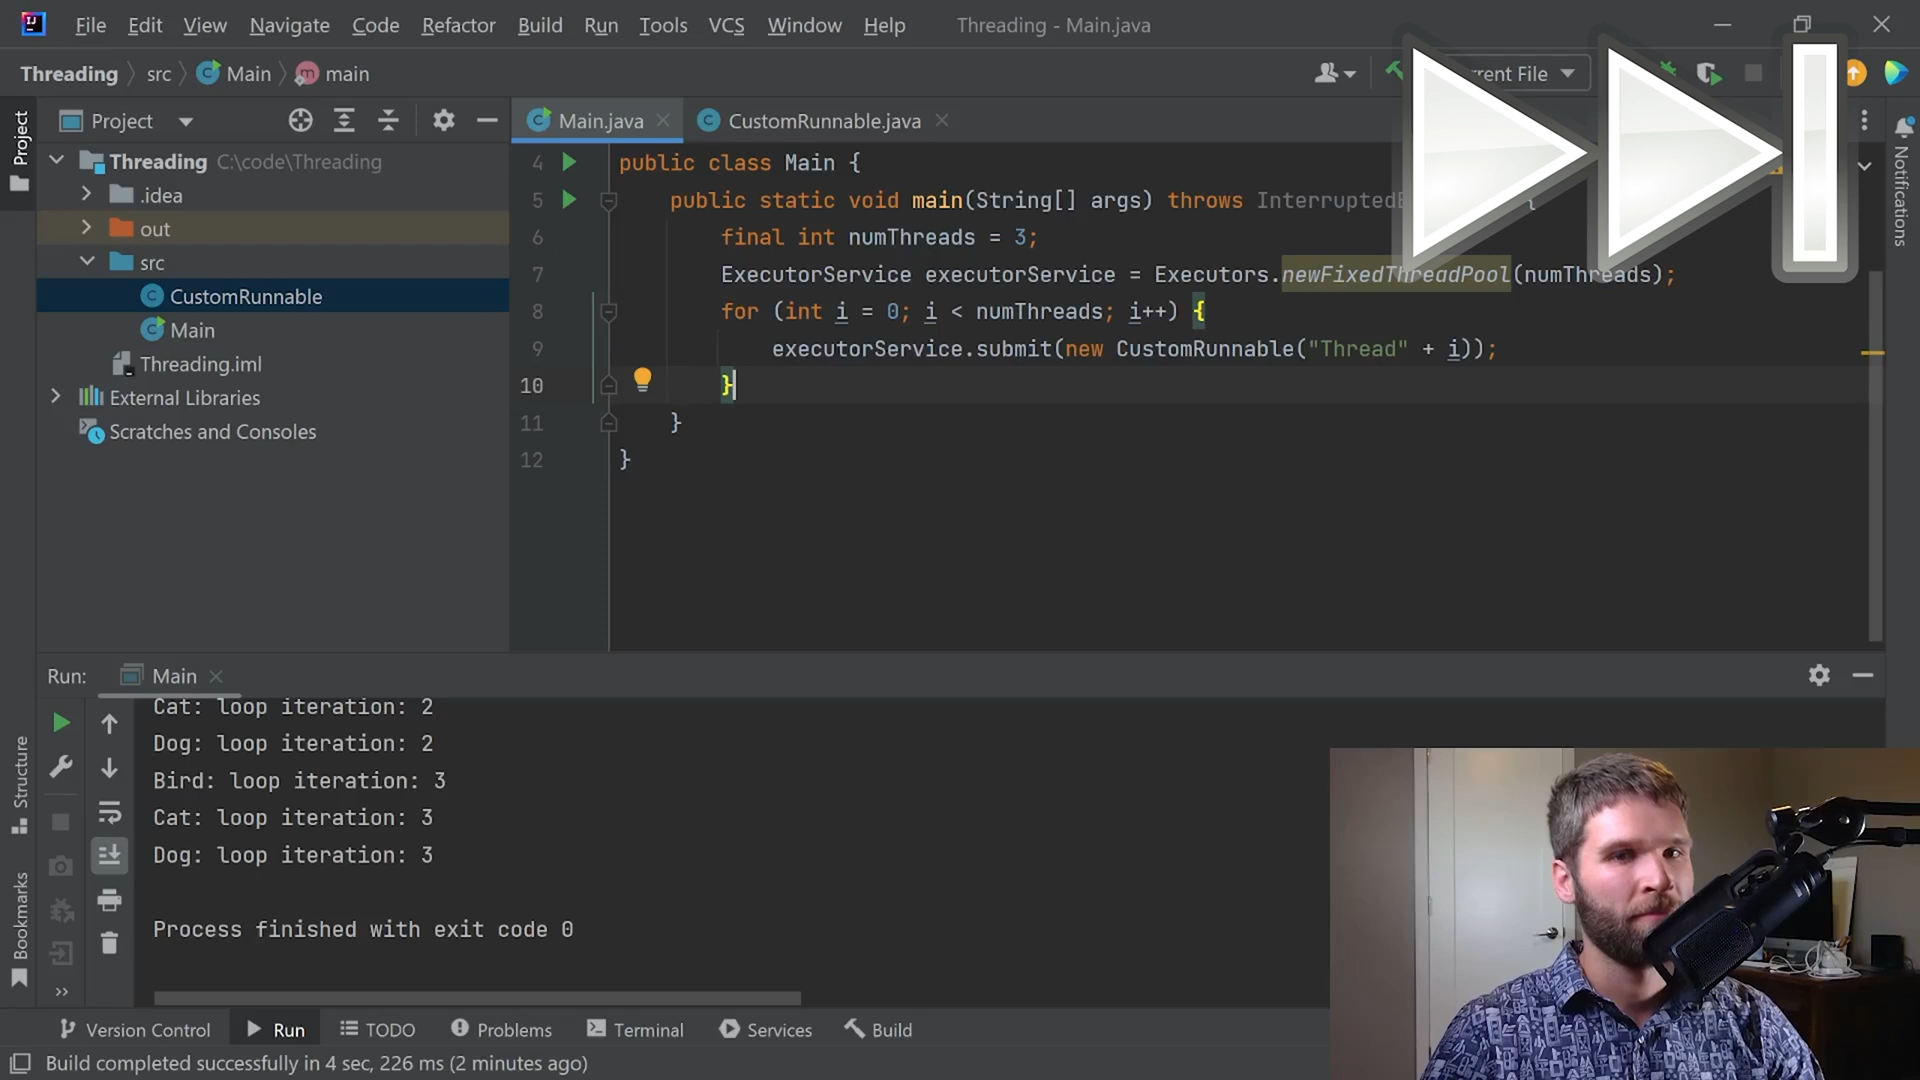 File Edit View Navigate Code Refactor Build Run Tools VCS Window Help Threading - Main.java
Threading src Main main
rrent File
Project
Project
Main.java
CustomRunnable.java
Notifications
Threading C:\code\Threading
.idea
out
src
CustomRunnable
Main
Threading.iml
External Libraries
Scratches and Consoles
4 public class Main {
5 public static void main(String[] args) throws Interrupted {
6 final int numThreads = 3;
7 ExecutorService executorService = Executors.newFixedThreadPool(numThreads);
8 for (int i = 0; i < numThreads; i++) {
9 executorService.submit(new CustomRunnable("Thread" + i));
10 }
11 }
12 }
Run: Main
Structure
Bookmarks
Cat: loop iteration: 2
Dog: loop iteration: 2
Bird: loop iteration: 3
Cat: loop iteration: 3
Dog: loop iteration: 3
Process finished with exit code 0
Version Control Run TODO Problems Terminal Services Build
Build completed successfully in 4 sec, 226 ms (2 minutes ago)